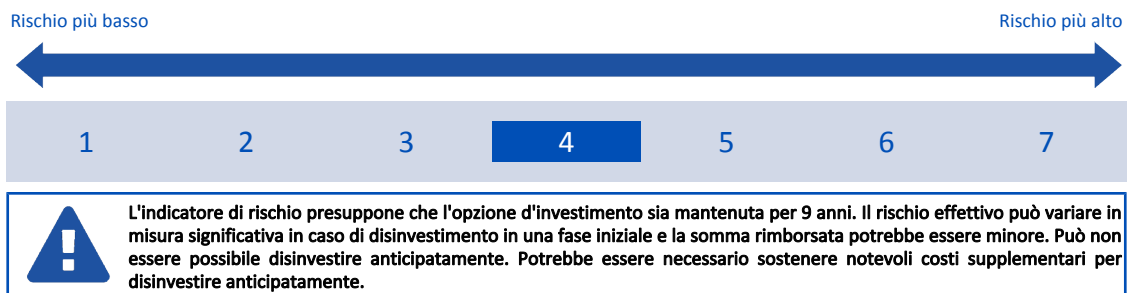 Rischio più basso Rischio più alto
1 2 3 4 5 6 7
L'indicatore di rischio presuppone che l'opzione d'investimento sia mantenuta per 9 anni. Il rischio effettivo può variare in
misura significativa in caso di disinvestimento in una fase iniziale e la somma rimborsata potrebbe essere minore. Può non
essere possibile disinvestire anticipatamente. Potrebbe essere necessario sostenere notevoli costi supplementari per
disinvestire anticipatamente.